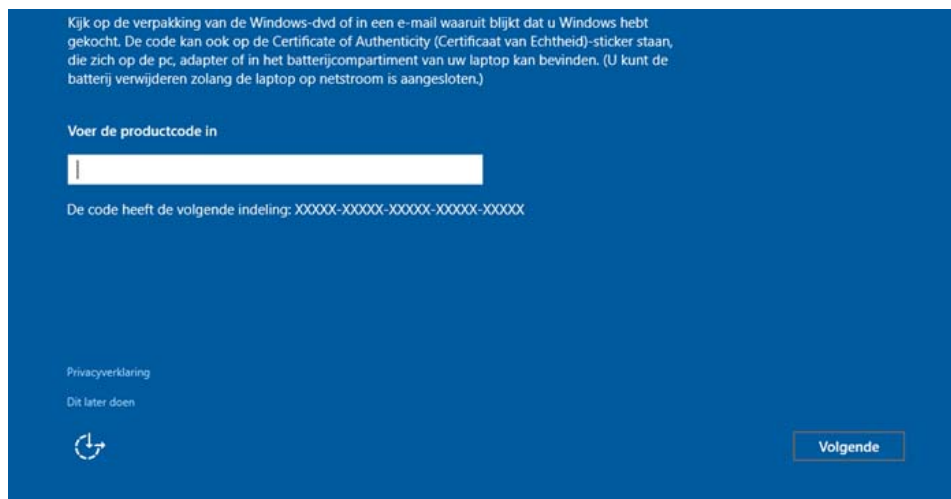 Kijk op de verpakking van de Windows-dvd of in een e-mail waaruit blijkt dat u Windows hebt
gekocht. De code kan ook op de Certificate of Authenticity (Certificaat van Echtheid)-sticker staan,
die zich op de pc, adapter of in het batterijcompartiment van uw laptop kan bevinden. (U kunt de
batterij verwijderen zolang de laptop op netstroom is aangesloten.)
Voer de productcode in
De code heeft de volgende indeling: XXXXX-XXXXX-XXXXX-XXXXX-XXXXX
Privacyverklaring
Dit later doen
Volgende